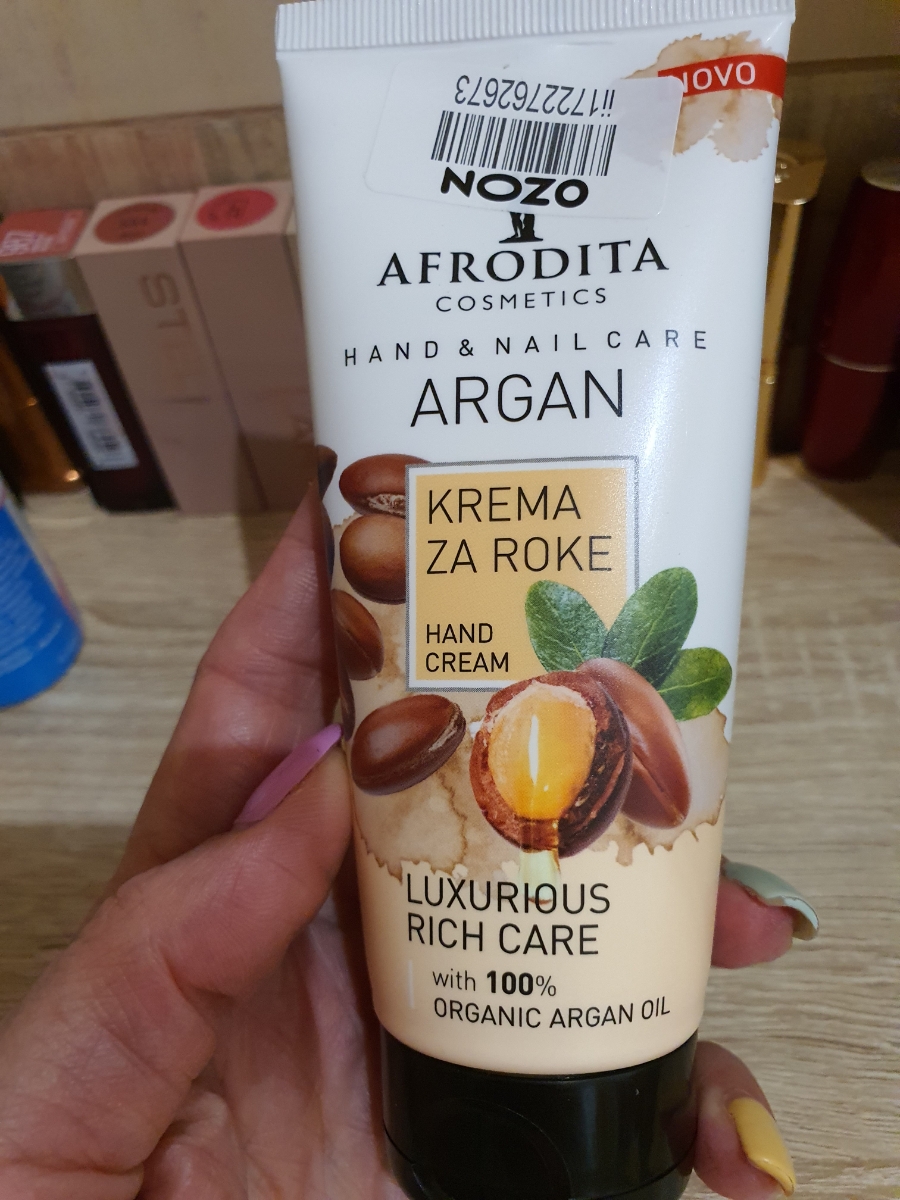 NOVO
ii1722762673
NOZO
AFRODITA
COSMETICS
HAND & NAIL CARE
ARGAN
KREMA
ZA ROKE
HAND
CREAM
LUXURIOUS
RICH CARE
with 100%
ORGANIC ARGAN OIL